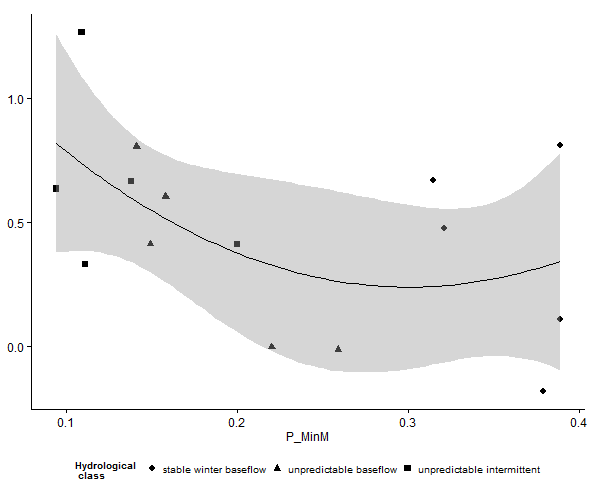 1.0
0.5
0.0
0.1 0.2 0.3 0.4
P_MinM
Hydrological
class
stable winter baseflow unpredictable baseflow unpredictable intermittent